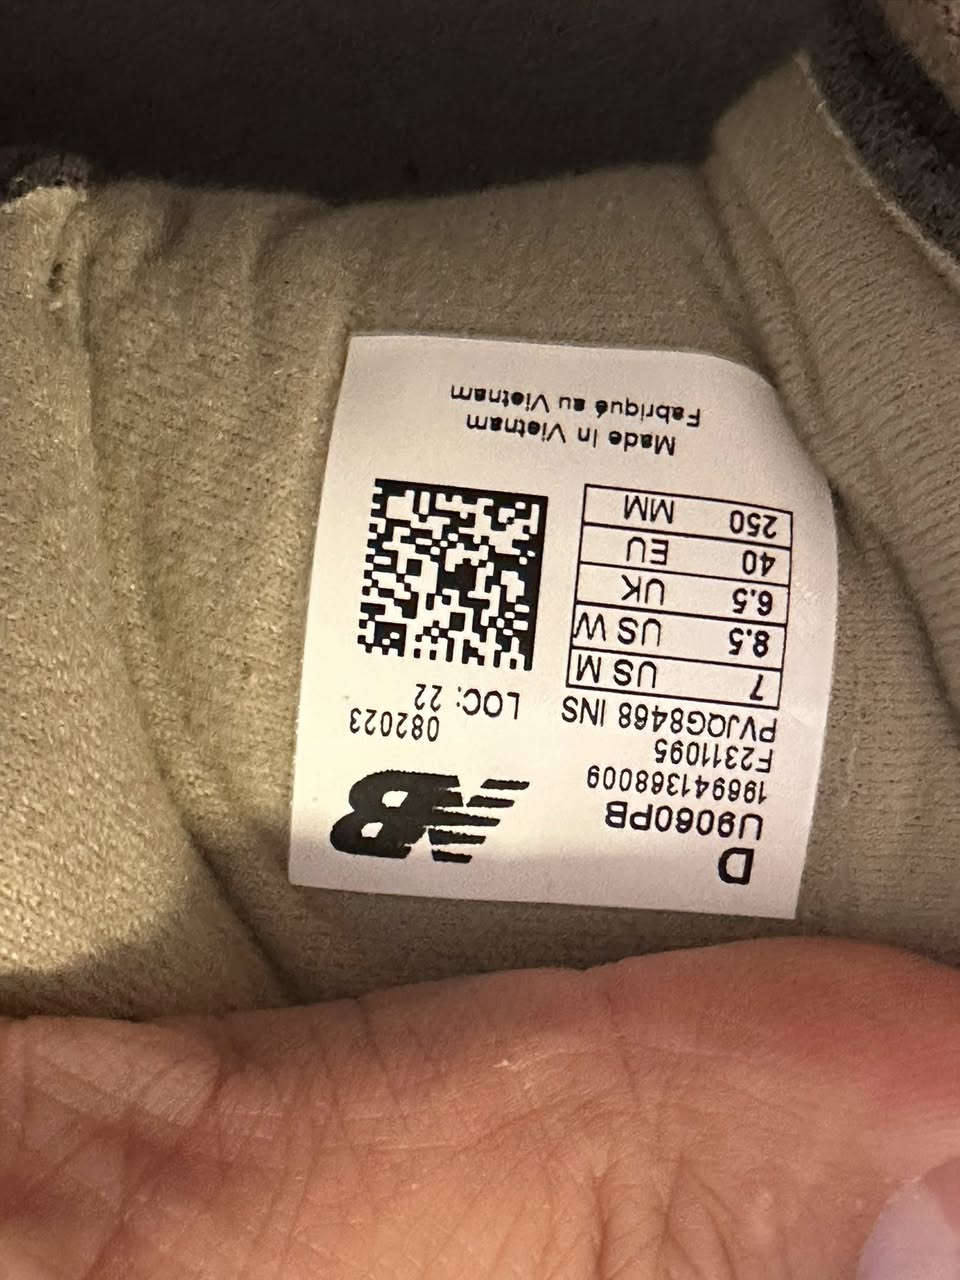 D
U9060PB
196941368009
F2311095
082023
PVJQG8468 INS
LOC: 22
7 US M
8.5 US W
6.5 UK
40 EU
250 MM
Made In Vietnam
Fabriqué au Vietnam